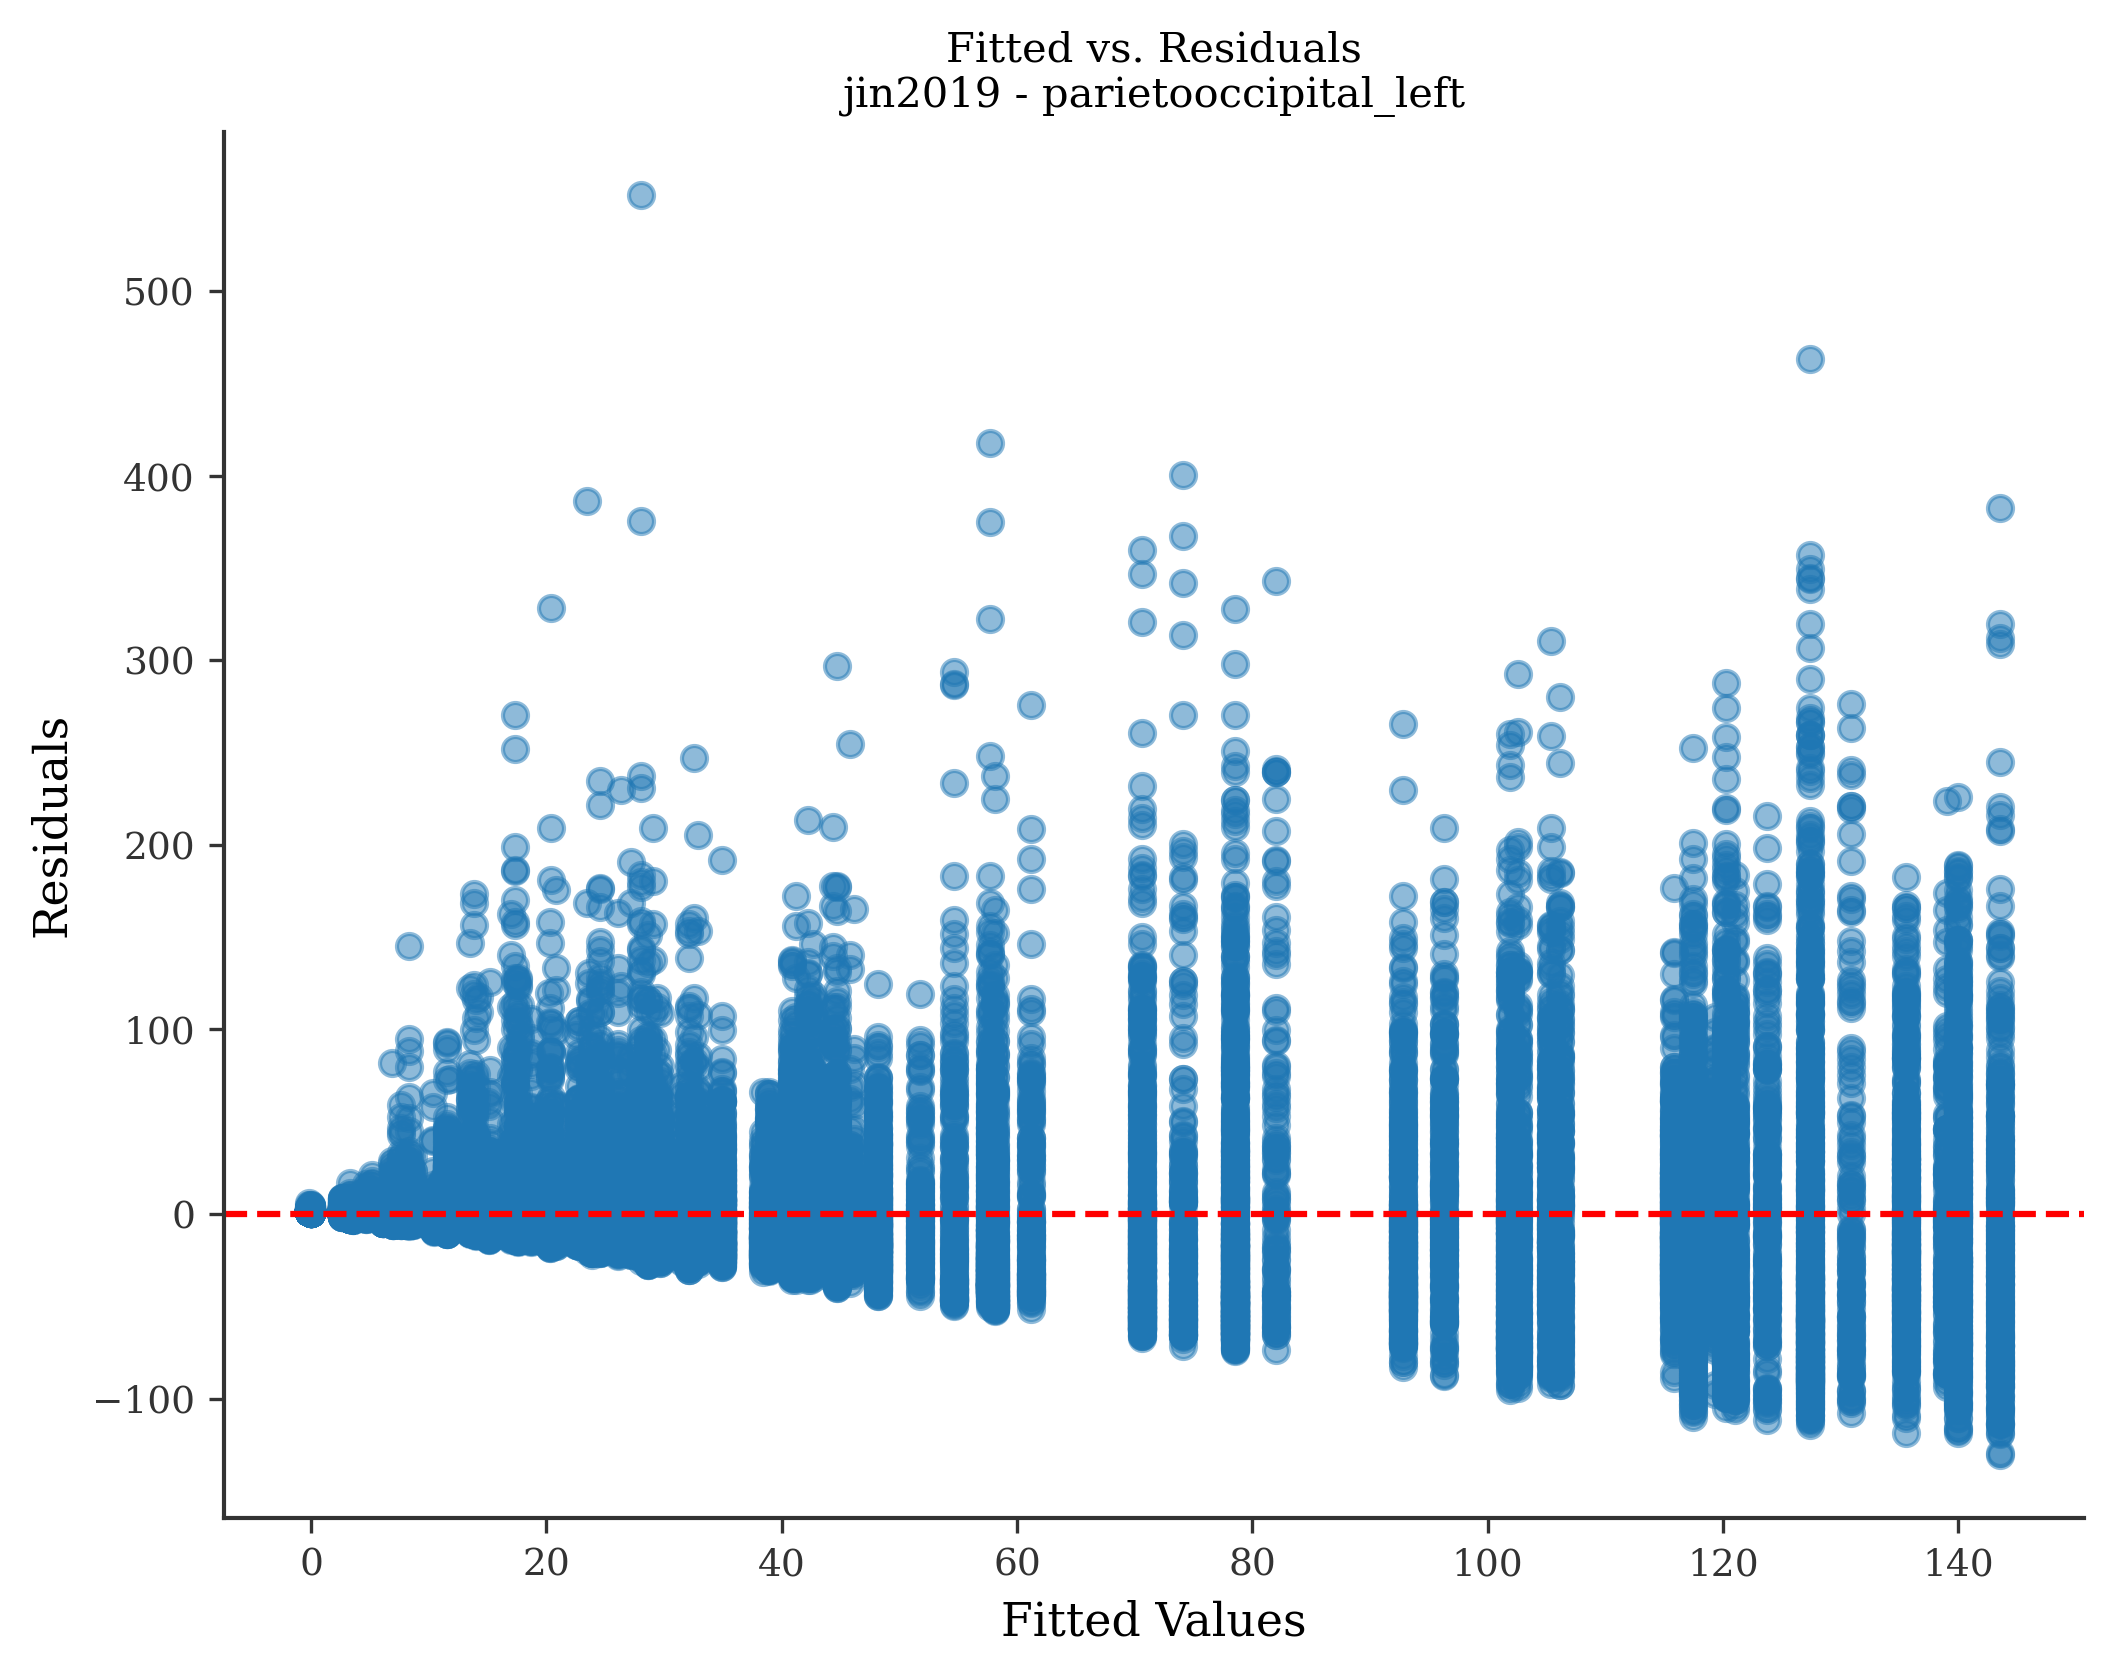 Fitted vs. Residuals
jin2019 - parietooccipital_left
500
400
300
200
100
0
−100
Residuals
0 20 40 60 80 100 120 140
Fitted Values